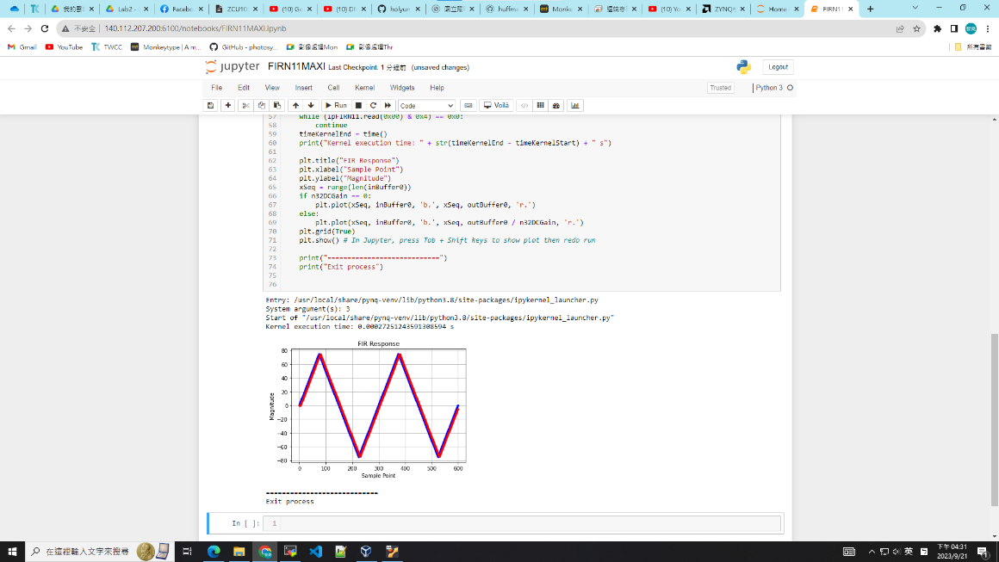 我的雲
Lab2 -
Faceboo
ZCU10
(10) Ge
(10) DF
holyun
國立陽
huffma
Monke
(10) Yo
ZYNQ
Home
FIRN11
不安全 140.112.207.200:6100/notebooks/FIRN11MAXI.ipynb
Gmail YouTube TWCC Monkeytype | A m... GitHub - photosy... 影像處理Mon 影像處理Thr 所有書籤
jupyter FIRN11MAXI Last Checkpoint: 1 分鐘前 (unsaved changes) Logout
File Edit View Insert Cell Kernel Widgets Help Trusted Python 3
Run Code Voilà
57 while (ipFIRN11.read(0x00) & 0x4) == 0x0:
58 continue
59 timeKernelEnd = time()
60 print("Kernel execution time: " + str(timeKernelEnd - timeKernelStart) + " s")
61
62 plt.title("FIR Response")
63 plt.xlabel("Sample Point")
64 plt.ylabel("Magnitude")
65 xSeq = range(len(inBuffer0))
66 if n32DCGain == 0:
67 plt.plot(xSeq, inBuffer0, 'b.', xSeq, outBuffer0, 'r.')
68 else:
69 plt.plot(xSeq, inBuffer0, 'b.', xSeq, outBuffer0 / n32DCGain, 'r.')
70 plt.grid(True)
71 plt.show() # In Jupyter, press Tab + Shift keys to show plot then redo run
72
73 print("============================")
74 print("Exit process")
75
76
Entry: /usr/local/share/pynq-venv/lib/python3.8/site-packages/ipykernel_launcher.py
System argument(s): 3
Start of "/usr/local/share/pynq-venv/lib/python3.8/site-packages/ipykernel_launcher.py"
Kernel execution time: 0.00027251243591308594 s
FIR Response
80
60
40
20
0
−20
−40
−60
−80
Magnitude
0 100 200 300 400 500 600
Sample Point
============================
Exit process
In [ ]: 1
在這裡輸入文字來搜尋
英
下午 04:31
2023/9/21
1